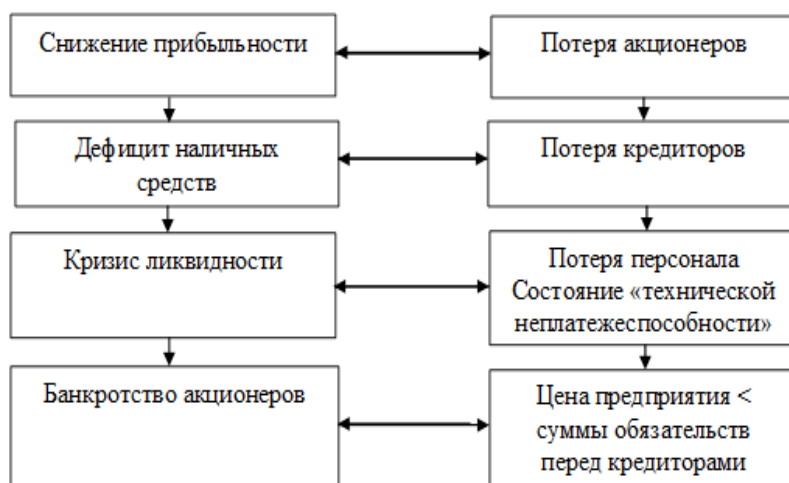 Снижение прибыльности
Потеря акционеров
Дефицит наличных
средств
Потеря кредиторов
Кризис ликвидности
Потеря персонала
Состояние «технической
неплатежеспособности»
Банкротство акционеров
Цена предприятия <
суммы обязательств
перед кредиторами